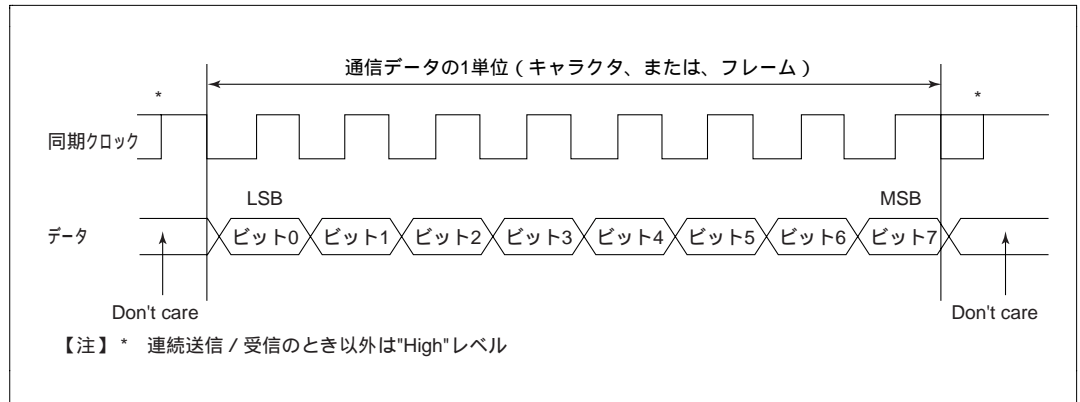 通信データの1単位（キャラクタ、または、フレーム）
* *
同期クロック
LSB MSB
データ ビット0 ビット1 ビット2 ビット3 ビット4 ビット5 ビット6 ビット7
Don't care Don't care
【注】 * 連続送信 / 受信のとき以外は"High"レベル